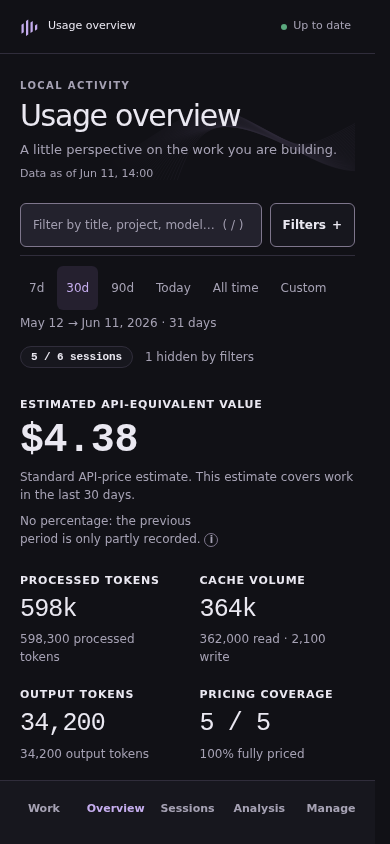 Usage overview
Up to date
LOCAL ACTIVITY
Usage overview
A little perspective on the work you are building.
Data as of Jun 11, 14:00
Filter by title, project, model... ( / )
Filters +
7d 30d 90d Today All time Custom
May 12 → Jun 11, 2026 · 31 days
5 / 6 sessions 1 hidden by filters
ESTIMATED API-EQUIVALENT VALUE
$4.38
Standard API-price estimate. This estimate covers work
in the last 30 days.
No percentage: the previous
period is only partly recorded. i
PROCESSED TOKENS
598k
598,300 processed
tokens
CACHE VOLUME
364k
362,000 read · 2,100
write
OUTPUT TOKENS
34,200
34,200 output tokens
PRICING COVERAGE
5 / 5
100% fully priced
Work Overview Sessions Analysis Manage